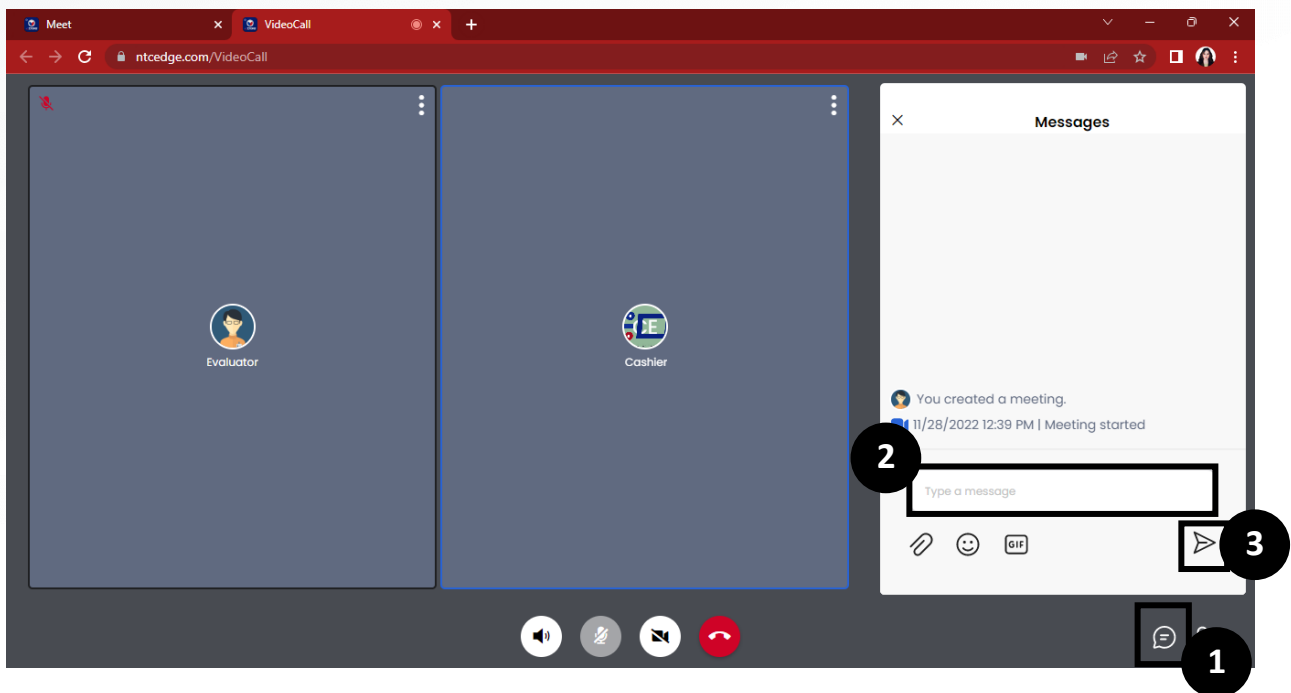 Meet
VideoCall
ntcedge.com/VideoCall
Messages
CE
Evaluator
Cashier
You created a meeting.
11/28/2022 12:39 PM | Meeting started
2
Type a message
GIF
3
1